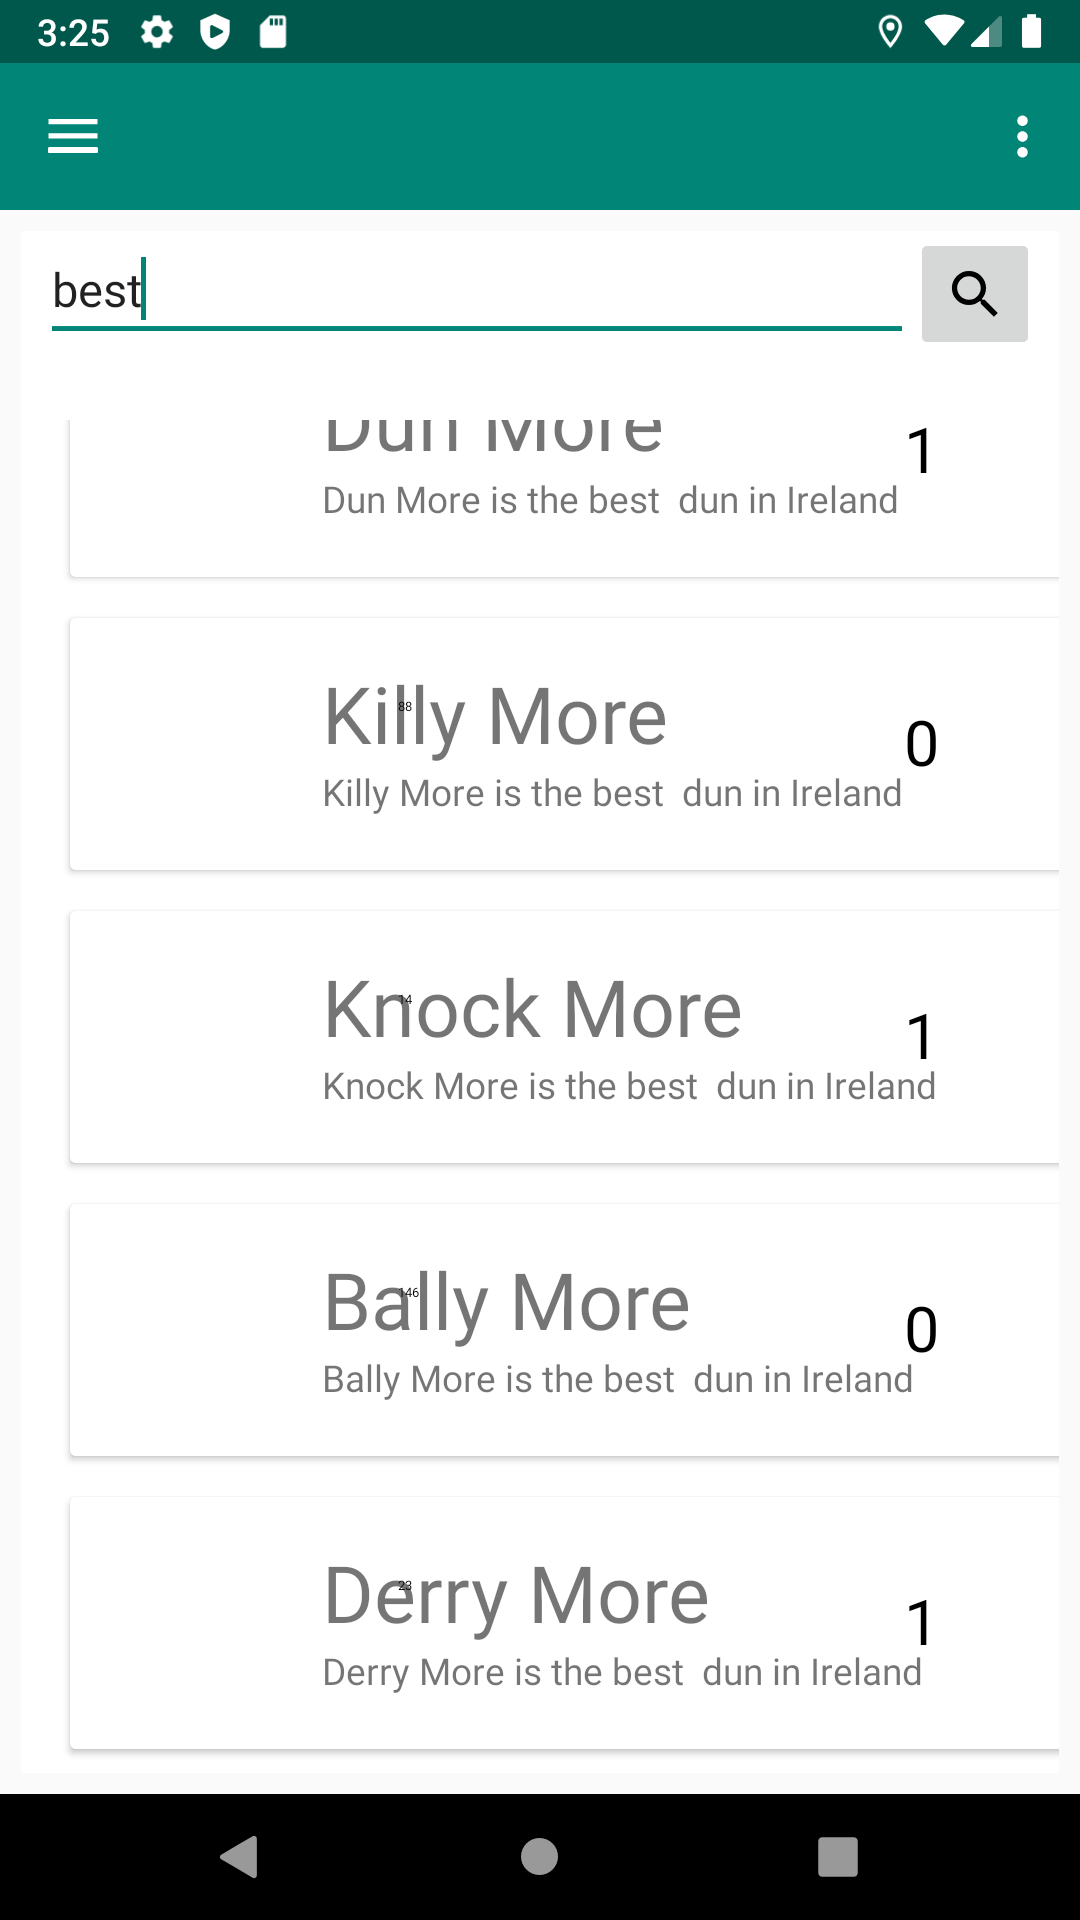 3:25
best
Dun More
1
Dun More is the best  dun in Ireland
Killy More
88
0
Killy More is the best  dun in Ireland
Knock More
14
1
Knock More is the best  dun in Ireland
Bally More
146
0
Bally More is the best  dun in Ireland
Derry More
23
1
Derry More is the best  dun in Ireland